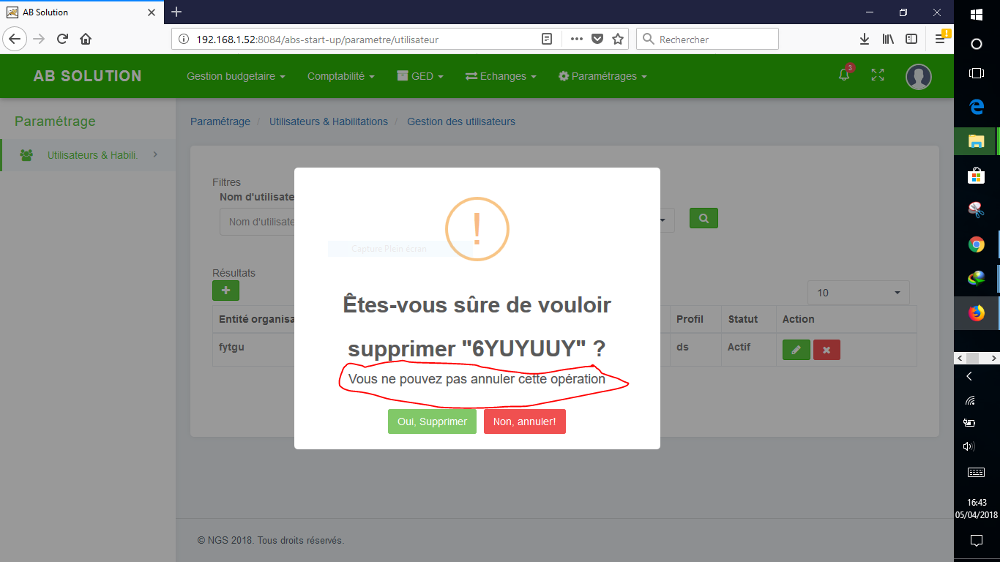 AB Solution
192.168.1.52:8084/abs-start-up/parametre/utilisateur
Rechercher
AB SOLUTION
Gestion budgetaire
Comptabilité
GED
Echanges
Paramétrages
3
Paramétrage
Utilisateurs & Habili.
Paramétrage / Utilisateurs & Habilitations / Gestion des utilisateurs
Filtres
Nom d'utilisate
Nom d'utilisate
Capture Plein écran
!
Êtes-vous sûre de vouloir
supprimer "6YUYUUY" ?
Vous ne pouvez pas annuler cette opération
Oui, Supprimer
Non, annuler!
Résultats
10
Entité organisa
Profil
Statut
Action
fytgu
ds
Actif
© NGS 2018. Tous droits réservés.
16:43
05/04/2018